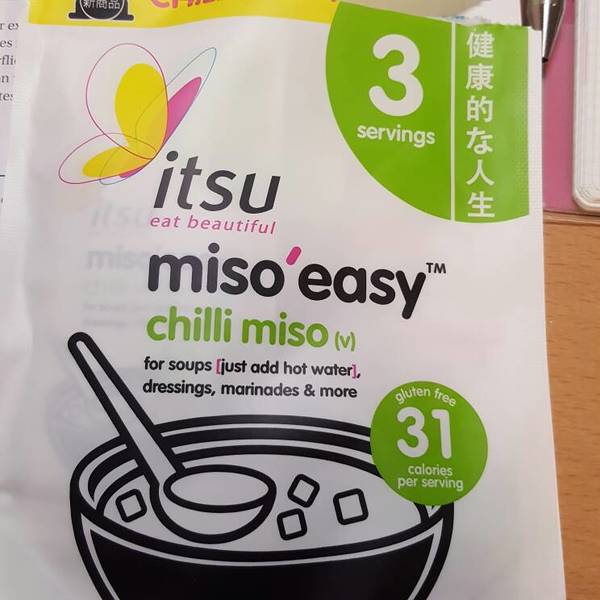 新商品
3
servings
健康的な人生
itsu
eat beautiful
miso'easy™
chilli miso (v)
for soups [just add hot water],
dressings, marinades & more
gluten free
31
calories
per serving